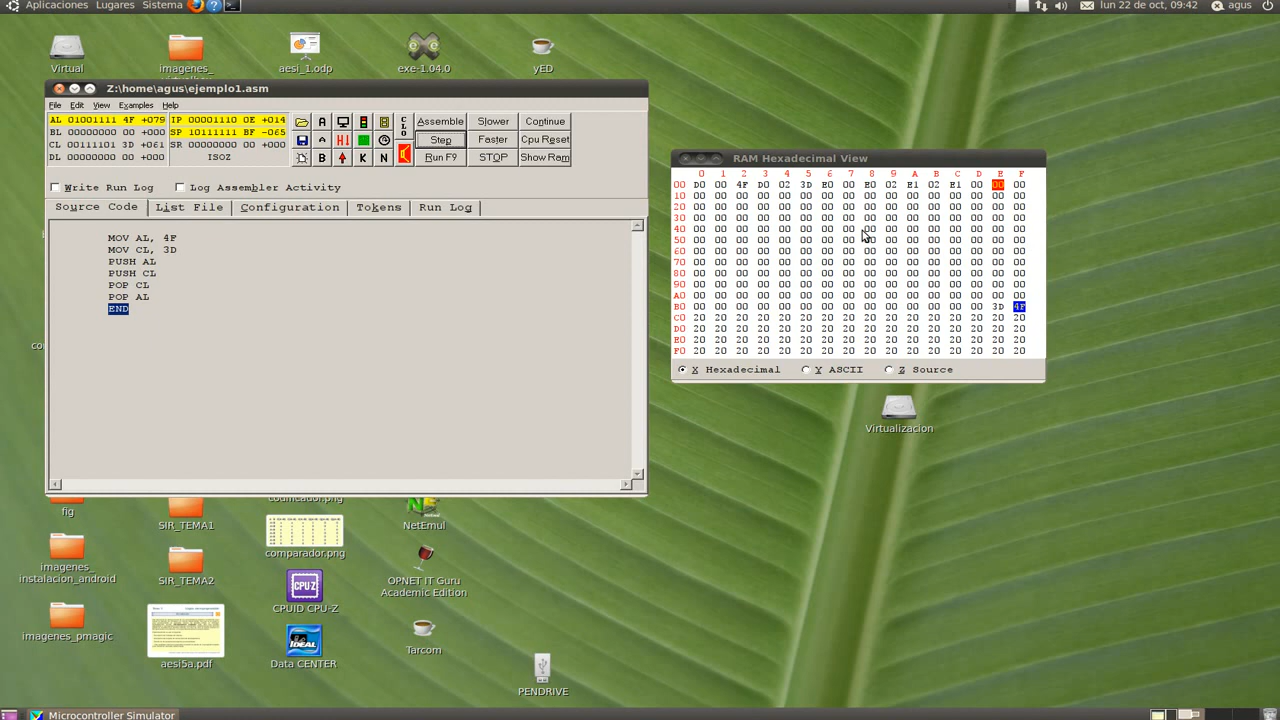 Aplicaciones Lugares Sistema
lun 22 de oct, 09:42 agus
Virtual
imagenes_
virtualizacion
aesi_1.odp
exe-1.04.0
yED
Z:\home\agus\ejemplo1.asm
File Edit View Examples Help
AL 01001111 4F +079 IP 00001110 0E +014
BL 00000000 00 +000 SP 10111111 BF -065
CL 00111101 3D +061 SR 00000000 00 +000
DL 00000000 00 +000 ISOZ
A C L O Assemble Slower Continue
Step Faster Cpu Reset
B K N Run F9 STOP Show Ram
Write Run Log Log Assembler Activity
Source Code List File Configuration Tokens Run Log
MOV AL, 4F
MOV CL, 3D
PUSH AL
PUSH CL
POP CL
POP AL
END
RAM Hexadecimal View
0 1 2 3 4 5 6 7 8 9 A B C D E F
00 D0 00 4F D0 02 3D E0 00 E0 02 E1 02 E1 00 00 00
10 00 00 00 00 00 00 00 00 00 00 00 00 00 00 00 00
20 00 00 00 00 00 00 00 00 00 00 00 00 00 00 00 00
30 00 00 00 00 00 00 00 00 00 00 00 00 00 00 00 00
40 00 00 00 00 00 00 00 00 00 00 00 00 00 00 00 00
50 00 00 00 00 00 00 00 00 00 00 00 00 00 00 00 00
60 00 00 00 00 00 00 00 00 00 00 00 00 00 00 00 00
70 00 00 00 00 00 00 00 00 00 00 00 00 00 00 00 00
80 00 00 00 00 00 00 00 00 00 00 00 00 00 00 00 00
90 00 00 00 00 00 00 00 00 00 00 00 00 00 00 00 00
A0 00 00 00 00 00 00 00 00 00 00 00 00 00 00 00 00
B0 00 00 00 00 00 00 00 00 00 00 00 00 00 00 3D 4F
C0 20 20 20 20 20 20 20 20 20 20 20 20 20 20 20 20
D0 20 20 20 20 20 20 20 20 20 20 20 20 20 20 20 20
E0 20 20 20 20 20 20 20 20 20 20 20 20 20 20 20 20
F0 20 20 20 20 20 20 20 20 20 20 20 20 20 20 20 20
X Hexadecimal Y ASCII Z Source
Virtualizacion
fig
SIR_TEMA1
NetEmul
imagenes_
instalacion_android
SIR_TEMA2
comparador.png
OPNET IT Guru
Academic Edition
CPU-Z
CPUID CPU-Z
imagenes_pmagic
aesi5a.pdf
IDEAL
Data CENTER
Tarcom
PENDRIVE
Microcontroller Simulator